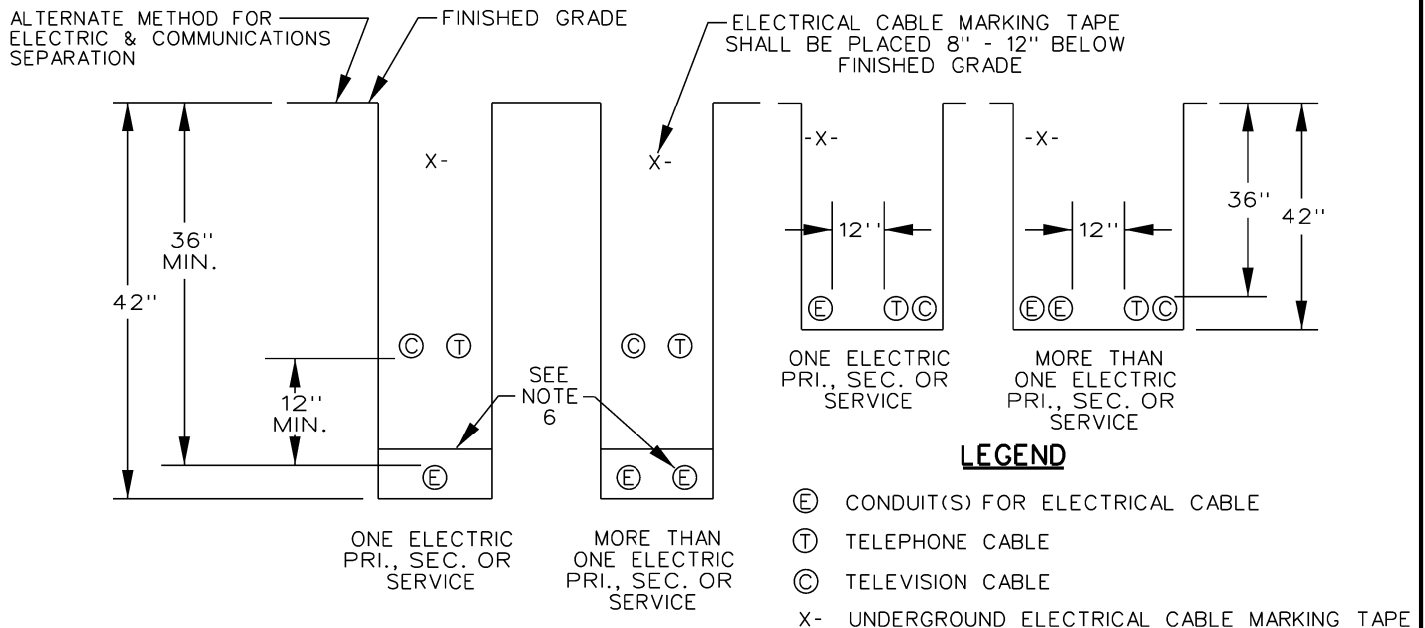 ALTERNATE METHOD FOR
ELECTRIC & COMMUNICATIONS
SEPARATION
FINISHED GRADE
ELECTRICAL CABLE MARKING TAPE
SHALL BE PLACED 8" - 12" BELOW
FINISHED GRADE
X-
X-
-X-
-X-
36"
MIN.
42"
12"
MIN.
C T
C T
SEE
NOTE
6
E
E E
12"
12"
36"
42"
E T C
E E T C
ONE ELECTRIC
PRI., SEC. OR
SERVICE
MORE THAN
ONE ELECTRIC
PRI., SEC. OR
SERVICE
ONE ELECTRIC
PRI., SEC. OR
SERVICE
MORE THAN
ONE ELECTRIC
PRI., SEC. OR
SERVICE
LEGEND
E CONDUIT(S) FOR ELECTRICAL CABLE
T TELEPHONE CABLE
C TELEVISION CABLE
X- UNDERGROUND ELECTRICAL CABLE MARKING TAPE